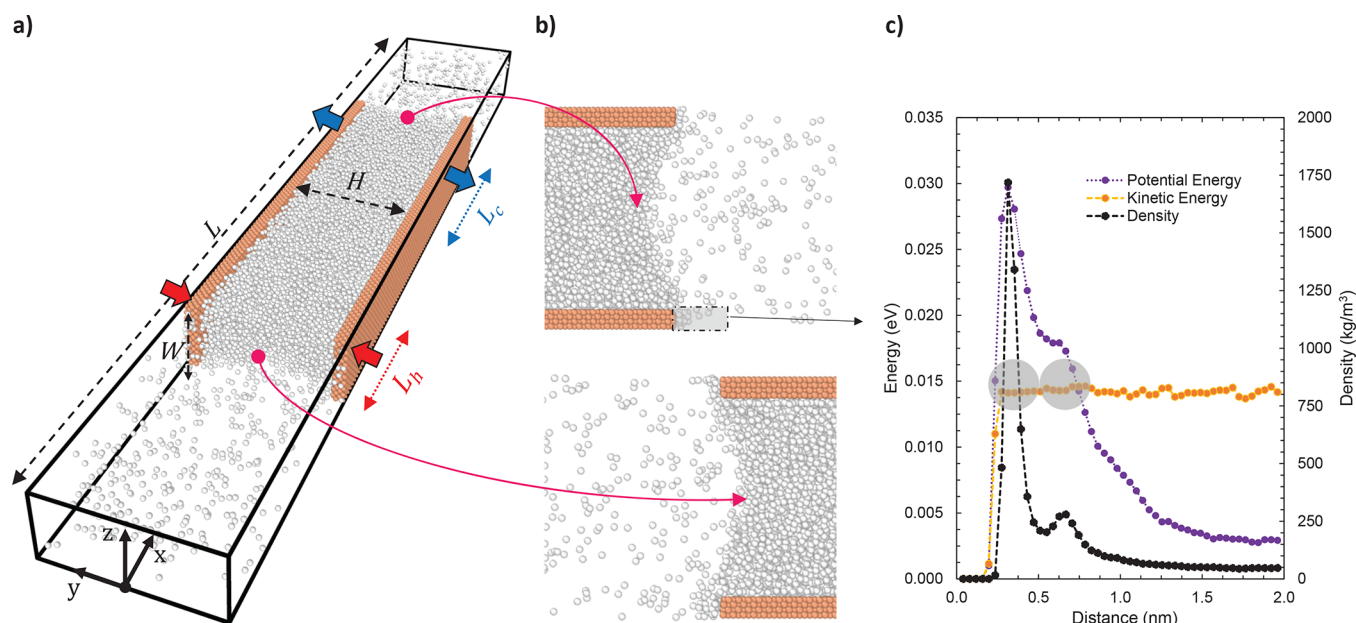 a)
b)
c)
L
H
W
L_c
L_h
z
x
y
Energy (eV)
0.035
0.030
0.025
0.020
0.015
0.010
0.005
0.000
Potential Energy
Kinetic Energy
Density
2000
1750
1500
1250
1000
750
500
250
0
Density (kg/m³)
0.0 0.5 1.0 1.5 2.0
Distance (nm)